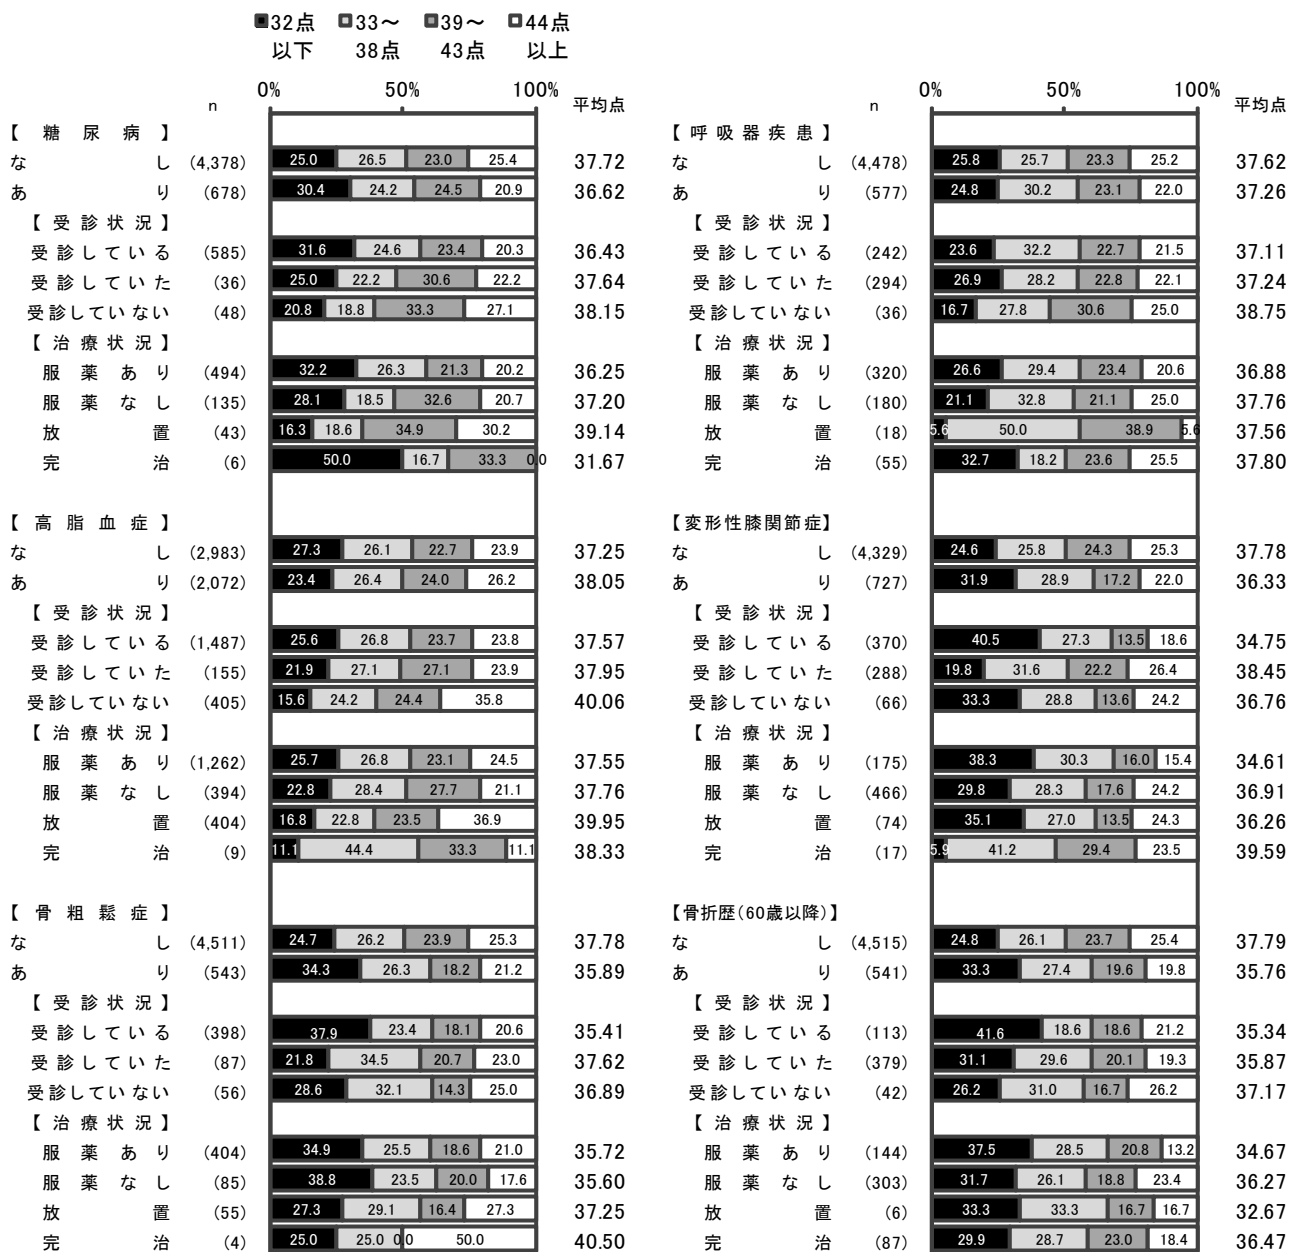 ■32点以下 □33～38点 ■39～43点 □44点以上
n 0% 50% 100% 平均点
【糖尿病】
なし (4,378) 25.0 26.5 23.0 25.4 37.72
あり (678) 30.4 24.2 24.5 20.9 36.62
【受診状況】
受診している (585) 31.6 24.6 23.4 20.3 36.43
受診していた (36) 25.0 22.2 30.6 22.2 37.64
受診していない (48) 20.8 18.8 33.3 27.1 38.15
【治療状況】
服薬あり (494) 32.2 26.3 21.3 20.2 36.25
服薬なし (135) 28.1 18.5 32.6 20.7 37.20
放置 (43) 16.3 18.6 34.9 30.2 39.14
完治 (6) 50.0 16.7 33.3 0.0 31.67
【高脂血症】
なし (2,983) 27.3 26.1 22.7 23.9 37.25
あり (2,072) 23.4 26.4 24.0 26.2 38.05
【受診状況】
受診している (1,487) 25.6 26.8 23.7 23.8 37.57
受診していた (155) 21.9 27.1 27.1 23.9 37.95
受診していない (405) 15.6 24.2 24.4 35.8 40.06
【治療状況】
服薬あり (1,262) 25.7 26.8 23.1 24.5 37.55
服薬なし (394) 22.8 28.4 27.7 21.1 37.76
放置 (404) 16.8 22.8 23.5 36.9 39.95
完治 (9) 11.1 44.4 33.3 11.1 38.33
【骨粗鬆症】
なし (4,511) 24.7 26.2 23.9 25.3 37.78
あり (543) 34.3 26.3 18.2 21.2 35.89
【受診状況】
受診している (398) 37.9 23.4 18.1 20.6 35.41
受診していた (87) 21.8 34.5 20.7 23.0 37.62
受診していない (56) 28.6 32.1 14.3 25.0 36.89
【治療状況】
服薬あり (404) 34.9 25.5 18.6 21.0 35.72
服薬なし (85) 38.8 23.5 20.0 17.6 35.60
放置 (55) 27.3 29.1 16.4 27.3 37.25
完治 (4) 25.0 25.0 0.0 50.0 40.50
n 0% 50% 100% 平均点
【呼吸器疾患】
なし (4,478) 25.8 25.7 23.3 25.2 37.62
あり (577) 24.8 30.2 23.1 22.0 37.26
【受診状況】
受診している (242) 23.6 32.2 22.7 21.5 37.11
受診していた (294) 26.9 28.2 22.8 22.1 37.24
受診していない (36) 16.7 27.8 30.6 25.0 38.75
【治療状況】
服薬あり (320) 26.6 29.4 23.4 20.6 36.88
服薬なし (180) 21.1 32.8 21.1 25.0 37.76
放置 (18) 5.6 50.0 38.9 5.6 37.56
完治 (55) 32.7 18.2 23.6 25.5 37.80
【変形性膝関節症】
なし (4,329) 24.6 25.8 24.3 25.3 37.78
あり (727) 31.9 28.9 17.2 22.0 36.33
【受診状況】
受診している (370) 40.5 27.3 13.5 18.6 34.75
受診していた (288) 19.8 31.6 22.2 26.4 38.45
受診していない (66) 33.3 28.8 13.6 24.2 36.76
【治療状況】
服薬あり (175) 38.3 30.3 16.0 15.4 34.61
服薬なし (466) 29.8 28.3 17.6 24.2 36.91
放置 (74) 35.1 27.0 13.5 24.3 36.26
完治 (17) 5.9 41.2 29.4 23.5 39.59
【骨折歴(60歳以降)】
なし (4,515) 24.8 26.1 23.7 25.4 37.79
あり (541) 33.3 27.4 19.6 19.8 35.76
【受診状況】
受診している (113) 41.6 18.6 18.6 21.2 35.34
受診していた (379) 31.1 29.6 20.1 19.3 35.87
受診していない (42) 26.2 31.0 16.7 26.2 37.17
【治療状況】
服薬あり (144) 37.5 28.5 20.8 13.2 34.67
服薬なし (303) 31.7 26.1 18.8 23.4 36.27
放置 (6) 33.3 33.3 16.7 16.7 32.67
完治 (87) 29.9 28.7 23.0 18.4 36.47